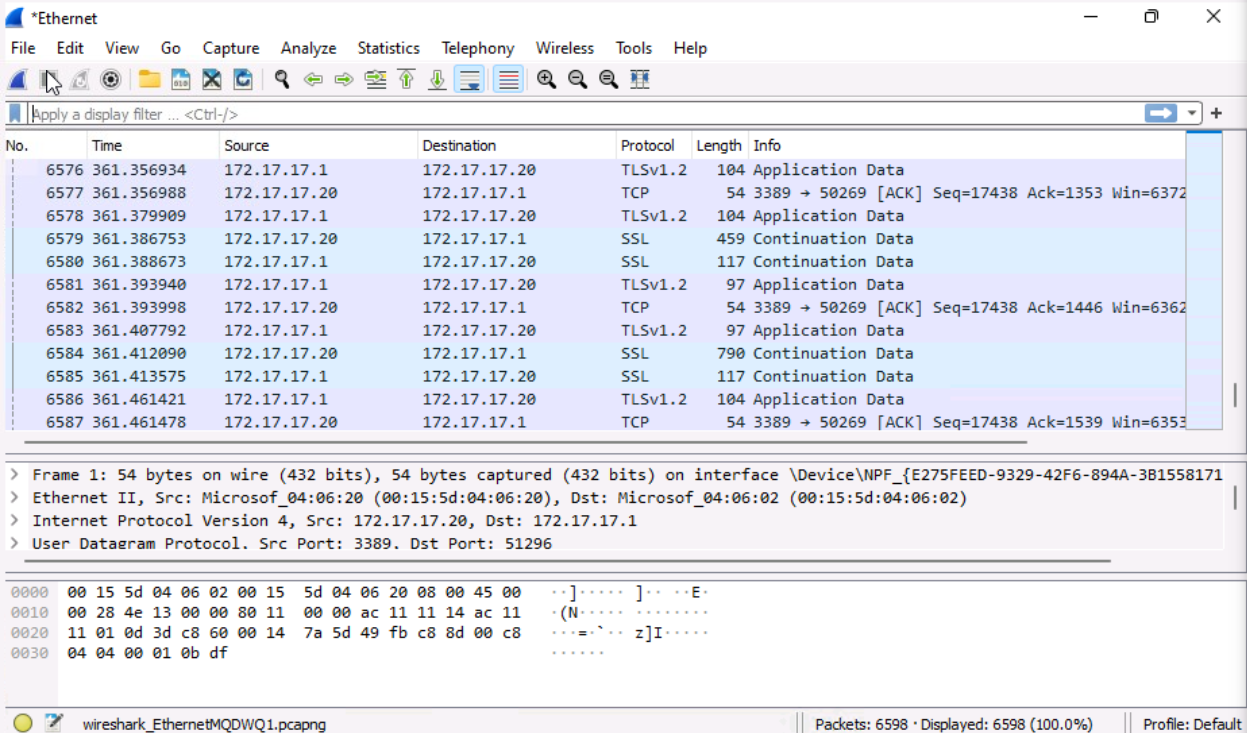 *Ethernet
File Edit View Go Capture Analyze Statistics Telephony Wireless Tools Help
Apply a display filter ... <Ctrl-/>
No. Time Source Destination Protocol Length Info
6576 361.356934 172.17.17.1 172.17.17.20 TLSv1.2 104 Application Data
6577 361.356988 172.17.17.20 172.17.17.1 TCP 54 3389 → 50269 [ACK] Seq=17438 Ack=1353 Win=6372
6578 361.379909 172.17.17.1 172.17.17.20 TLSv1.2 104 Application Data
6579 361.386753 172.17.17.20 172.17.17.1 SSL 459 Continuation Data
6580 361.388673 172.17.17.1 172.17.17.20 SSL 117 Continuation Data
6581 361.393940 172.17.17.1 172.17.17.20 TLSv1.2 97 Application Data
6582 361.393998 172.17.17.20 172.17.17.1 TCP 54 3389 → 50269 [ACK] Seq=17438 Ack=1446 Win=6362
6583 361.407792 172.17.17.1 172.17.17.20 TLSv1.2 97 Application Data
6584 361.412090 172.17.17.20 172.17.17.1 SSL 790 Continuation Data
6585 361.413575 172.17.17.1 172.17.17.20 SSL 117 Continuation Data
6586 361.461421 172.17.17.1 172.17.17.20 TLSv1.2 104 Application Data
6587 361.461478 172.17.17.20 172.17.17.1 TCP 54 3389 → 50269 [ACK] Seq=17438 Ack=1539 Win=6353
> Frame 1: 54 bytes on wire (432 bits), 54 bytes captured (432 bits) on interface \Device\NPF_{E275FEED-9329-42F6-894A-3B1558171
> Ethernet II, Src: Microsof_04:06:20 (00:15:5d:04:06:20), Dst: Microsof_04:06:02 (00:15:5d:04:06:02)
> Internet Protocol Version 4, Src: 172.17.17.20, Dst: 172.17.17.1
> User Datagram Protocol, Src Port: 3389, Dst Port: 51296
0000 00 15 5d 04 06 02 00 15 5d 04 06 20 08 00 45 00 ··]····· ]·· ··E·
0010 00 28 4e 13 00 00 80 11 00 00 ac 11 11 14 ac 11 ·(N····· ········
0020 11 01 0d 3d c8 60 00 14 7a 5d 49 fb c8 8d 00 c8 ···=·`·· z]I·····
0030 04 04 00 01 0b df ······
wireshark_EthernetMQDWQ1.pcapng Packets: 6598 · Displayed: 6598 (100.0%) Profile: Default